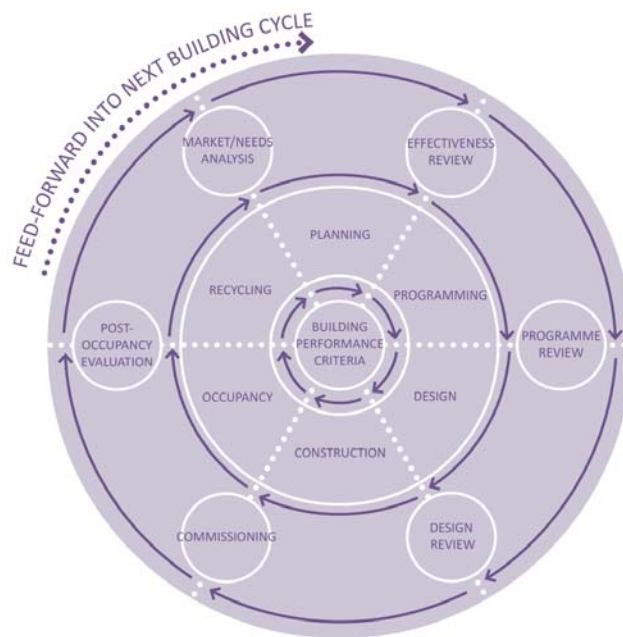 FEED-FORWARD INTO NEXT BUILDING CYCLE
MARKET/NEEDS
ANALYSIS
EFFECTIVENESS
REVIEW
PLANNING
RECYCLING
PROGRAMMING
POST-
OCCUPANCY
EVALUATION
BUILDING
PERFORMANCE
CRITERIA
PROGRAMME
REVIEW
OCCUPANCY
DESIGN
CONSTRUCTION
COMMISSIONING
DESIGN
REVIEW